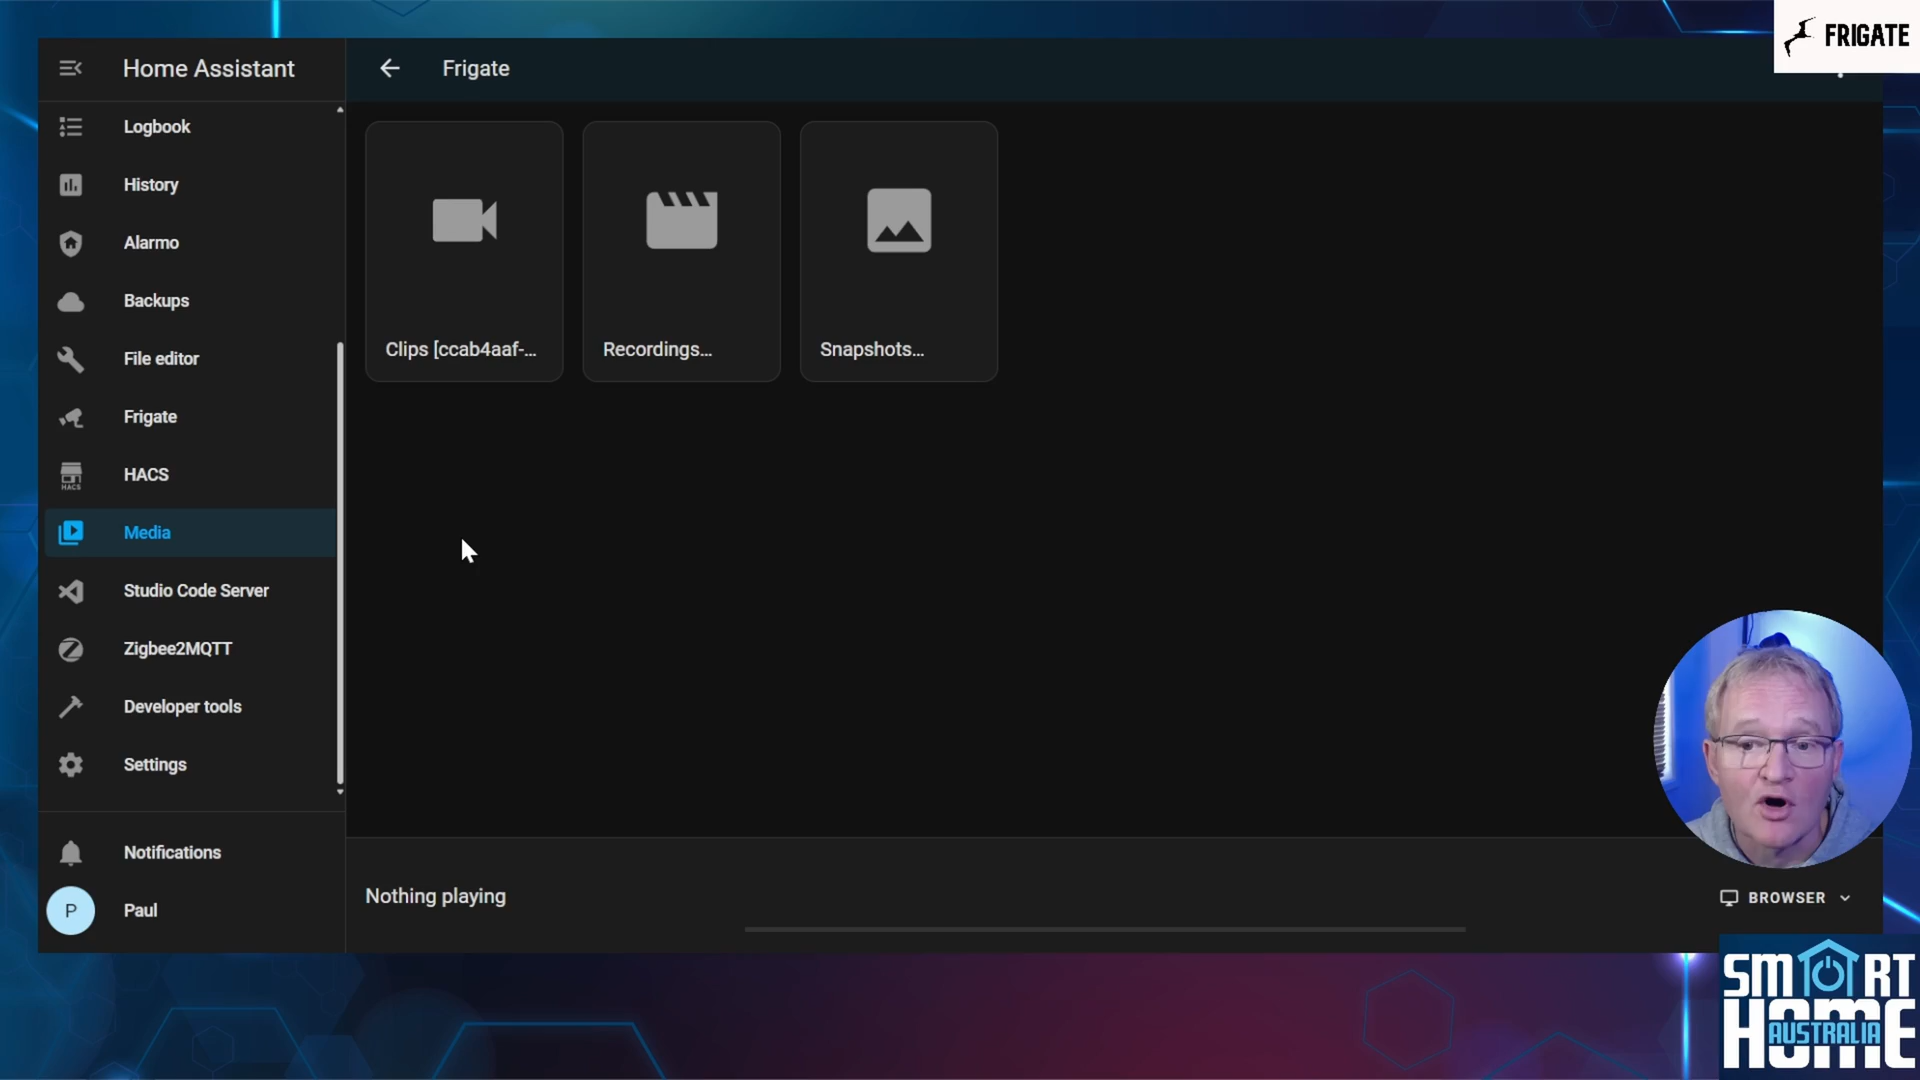 FRIGATE
Home Assistant
Frigate
Logbook
History
Alarmo
Backups
File editor
Frigate
HACS
HACS
Media
Studio Code Server
Zigbee2MQTT
Developer tools
Settings
Notifications
P
Paul
Clips [ccab4aaf-...
Recordings...
Snapshots...
Nothing playing
BROWSER
SMART
HOME
AUSTRALIA